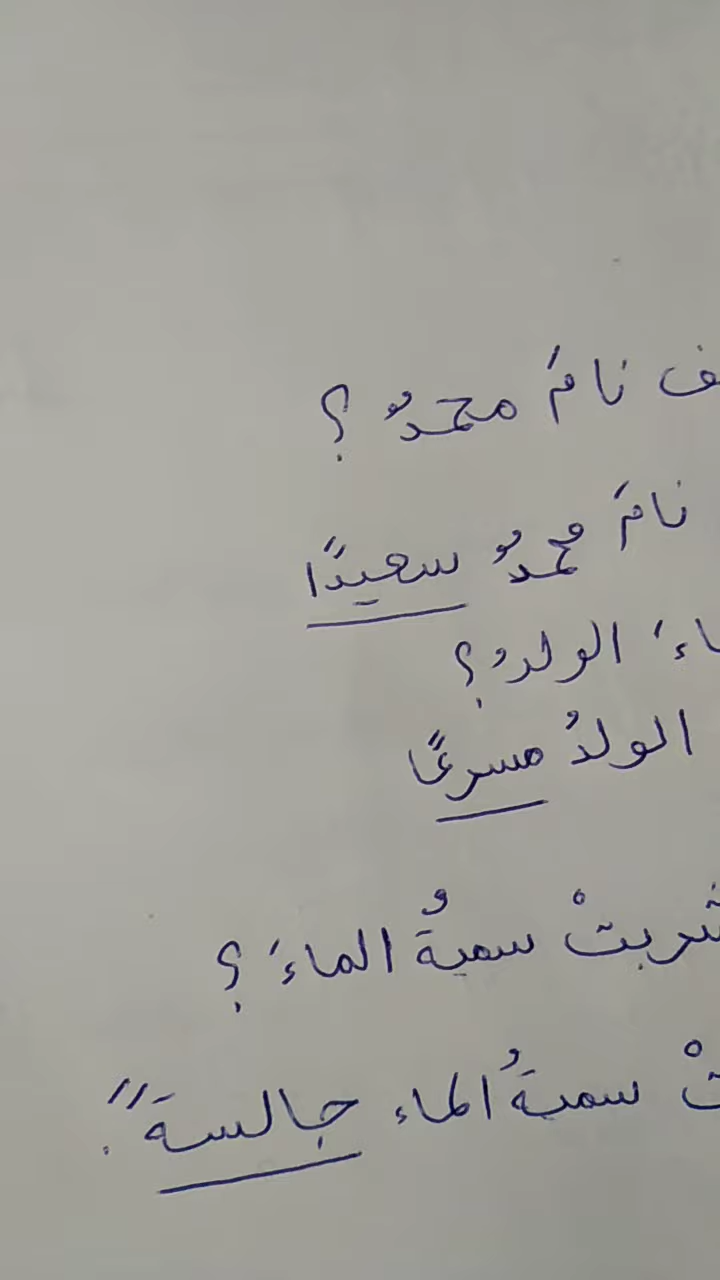 نامَ محمدٌ ؟
نامَ محمدٌ سعيدًا
الولدُ ؟
الولدُ مسرعًا
شربتْ سميةُ الماءَ ؟
سميةُ الماء جالسةً .